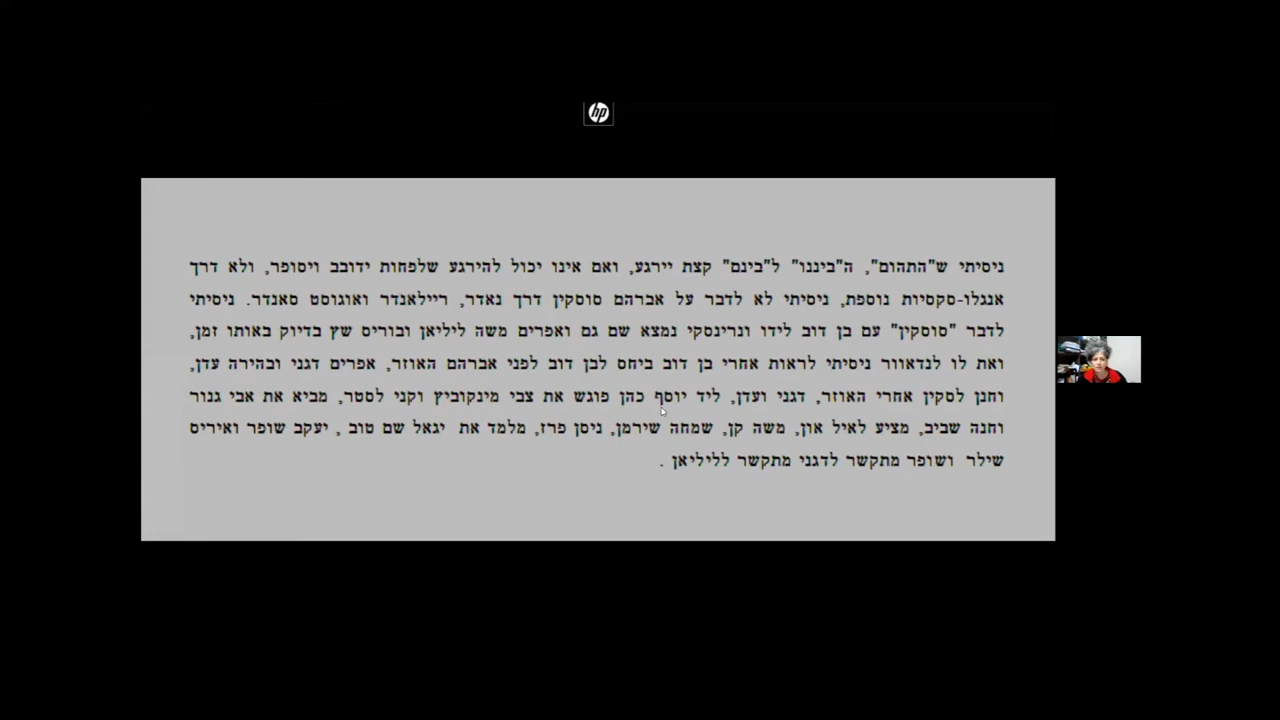 hp
ניסיתי ש"התהום", ה"ביננו" ל"בינם" קצת יירגע, ואם אינו יכול להירגע שלפחות ידובב ויסופר, ולא דרך
אנגלו-סקסיות נוספת, ניסיתי לא לדבר על אברהם סוסקין דרך נאדר, ריילאנדר ואוגוסט סאנדר. ניסיתי
לדבר "סוסקין" עם בן דוב לידו ונרינסקי נמצא שם גם ואפרים משה ליליאן ובוריס שץ בדיוק באותו זמן,
ואת לו לנדאוור ניסיתי לראות אחרי בן דוב ביחס לבן דוב לפני אברהם האוזר, אפרים דגני ובהירה עדן,
וחנן לסקין אחרי האוזר, דגני ועדן, ליד יוסף כהן פוגש את צבי מינקוביץ וקני לסטר, מביא את אבי גנור
וחנה שביב, מציע לאיל און, משה קן, שמחה שירמן, ניסן פרז, מלמד את יגאל שם טוב , יעקב שופר ואיריס
שילר ושופר מתקשר לדגני מתקשר לליליאן .